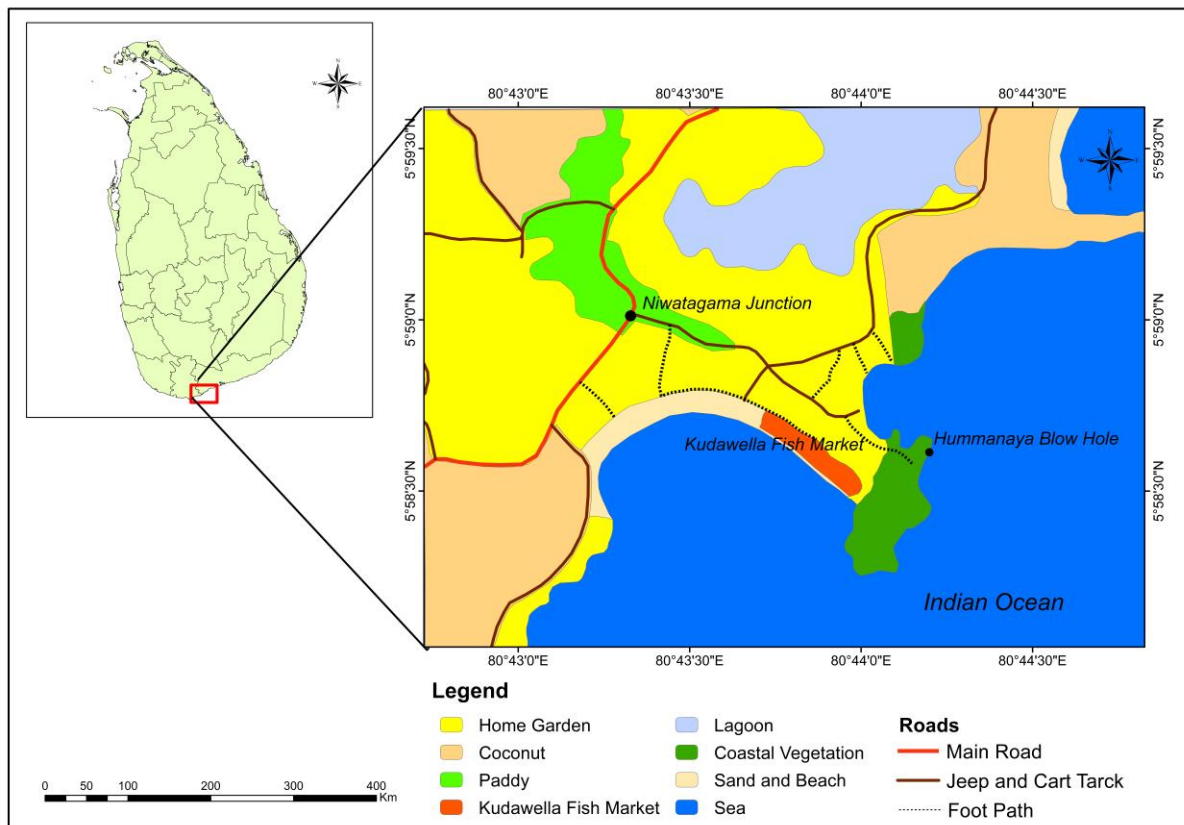 N
W E
S
80°43'0"E 80°43'30"E 80°44'0"E 80°44'30"E
5°59'30"N 5°59'30"N
N
W E
S
Niwatagama Junction
5°59'0"N 5°59'0"N
Kudawella Fish Market
Hummanaya Blow Hole
5°58'30"N 5°58'30"N
Indian Ocean
80°43'0"E 80°43'30"E 80°44'0"E 80°44'30"E
Legend
Home Garden
Coconut
Paddy
Kudawella Fish Market
Lagoon
Coastal Vegetation
Sand and Beach
Sea
Roads
Main Road
Jeep and Cart Tarck
Foot Path
0 50 100 200 300 400
Km